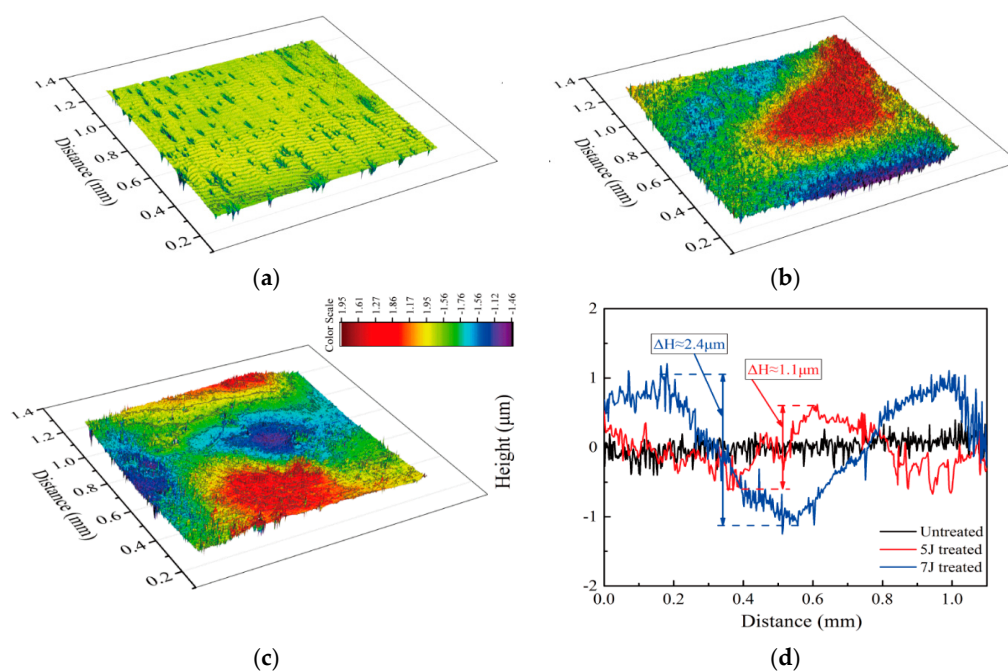 (a)
1.4
1.2
1.0
0.8
0.6
0.4
0.2
Distance (mm)
(b)
1.4
1.2
1.0
0.8
0.6
0.4
0.2
Distance (mm)
(c)
1.4
1.2
1.0
0.8
0.6
0.4
0.2
Distance (mm)
Color Scale
1.95
1.61
1.27
1.86
1.17
1.95
-1.56
-1.76
-1.56
-1.12
-1.46
(d)
Height (μm)
2
1
0
-1
-2
ΔH≈2.4μm
ΔH≈1.1μm
Untreated
5J treated
7J treated
0.0 0.2 0.4 0.6 0.8 1.0
Distance (mm)